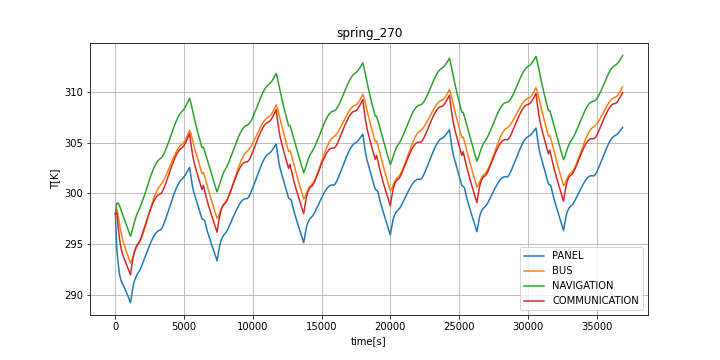 spring_270
T[K]
310
305
300
295
290
0 5000 10000 15000 20000 25000 30000 35000
time[s]
PANEL
BUS
NAVIGATION
COMMUNICATION